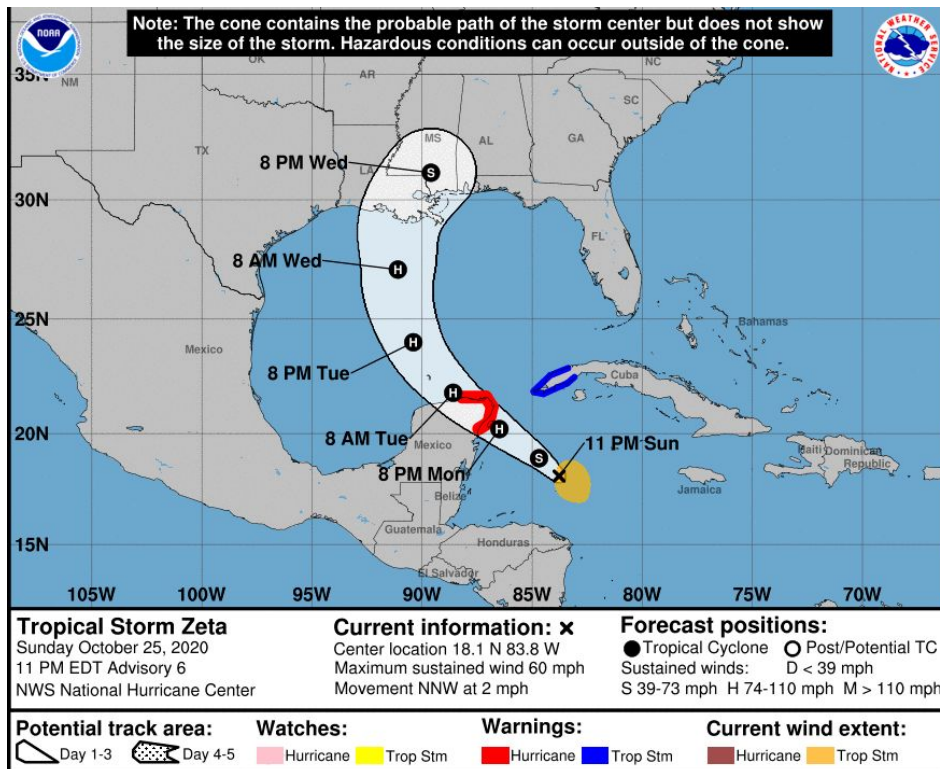 Note: The cone contains the probable path of the storm center but does not show
the size of the storm. Hazardous conditions can occur outside of the cone.
NOAA
NATIONAL WEATHER SERVICE
35N
NM
OK
AR
NC
SC
TX
MS
AL
GA
LA
8 PM Wed
S
30N
FL
8 AM Wed
H
25N
Bahamas
Mexico
H
8 PM Tue
Cuba
H
8 AM Tue
20N
Mexico
H
11 PM Sun
8 PM Mon
S
Haiti
Dominican
Republic
Belize
Jamaica
Guatemala
15N
Honduras
El Salvador
105W 100W 95W 90W 85W 80W 75W 70W
Tropical Storm Zeta
Sunday October 25, 2020
11 PM EDT Advisory 6
NWS National Hurricane Center
Current information: ×
Center location 18.1 N 83.8 W
Maximum sustained wind 60 mph
Movement NNW at 2 mph
Forecast positions:
Tropical Cyclone Post/Potential TC
Sustained winds: D < 39 mph
S 39-73 mph H 74-110 mph M > 110 mph
Potential track area:
Day 1-3 Day 4-5
Watches:
Hurricane Trop Stm
Warnings:
Hurricane Trop Stm
Current wind extent:
Hurricane Trop Stm